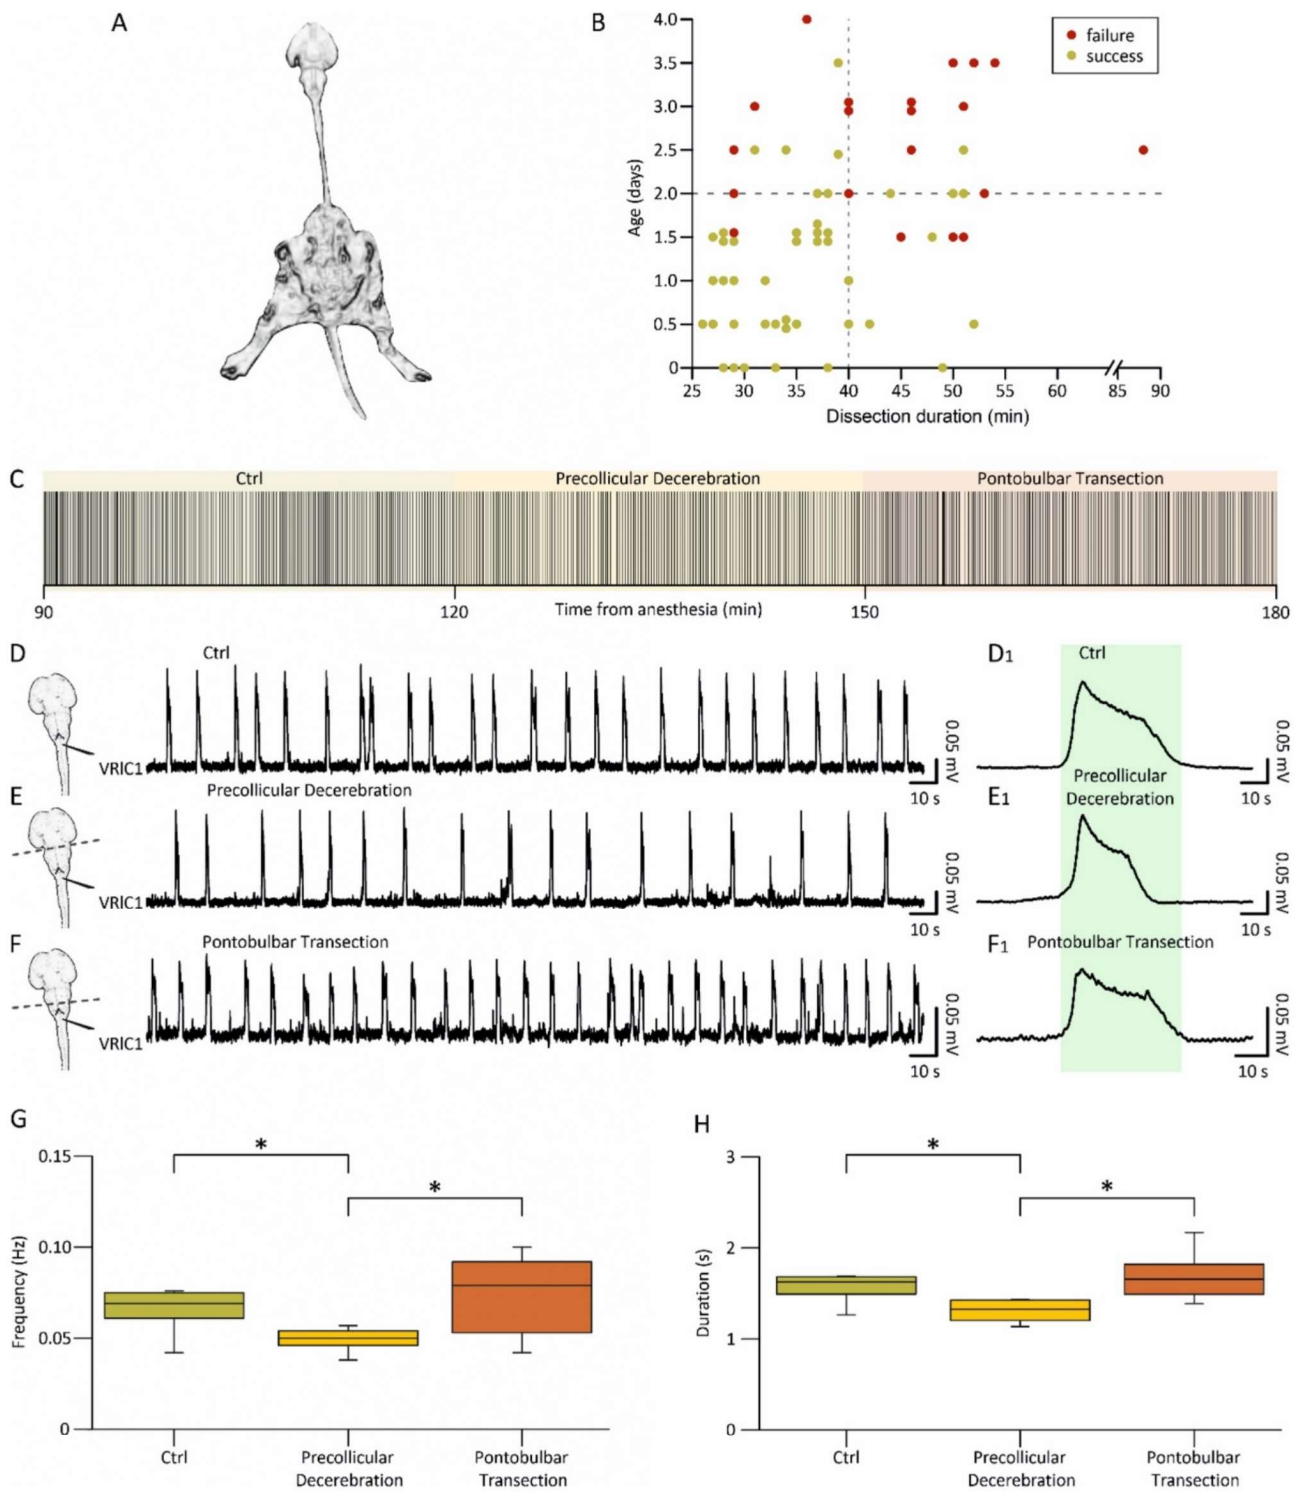 A
B
failure
success
4.0
3.5
3.0
2.5
2.0
1.5
1.0
0.5
0
Age (days)
25 30 35 40 45 50 55 60 85 90
Dissection duration (min)
C
Ctrl Precollicular Decerebration Pontobulbar Transection
90 120 150 180
Time from anesthesia (min)
D
Ctrl
VRlC1
0.05 mV
10 s
D1
Ctrl
0.05 mV
10 s
E
Precollicular Decerebration
VRlC1
0.05 mV
10 s
E1
Precollicular
Decerebration
0.05 mV
10 s
F
Pontobulbar Transection
VRlC1
0.05 mV
10 s
F1
Pontobulbar Transection
0.05 mV
10 s
G
*
*
0.15
0.10
0.05
0
Frequency (Hz)
Ctrl Precollicular Pontobulbar
Decerebration Transection
H
*
*
3
2
1
0
Duration (s)
Ctrl Precollicular Pontobulbar
Decerebration Transection